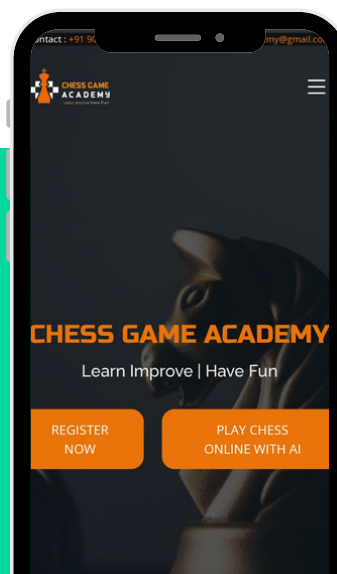 ontact : +91 90
my@gmail.co
CHESS GAME
ACADEMY
Learn Improve Have Fun!
CHESS GAME ACADEMY
Learn Improve | Have Fun
REGISTER
NOW
PLAY CHESS
ONLINE WITH AI